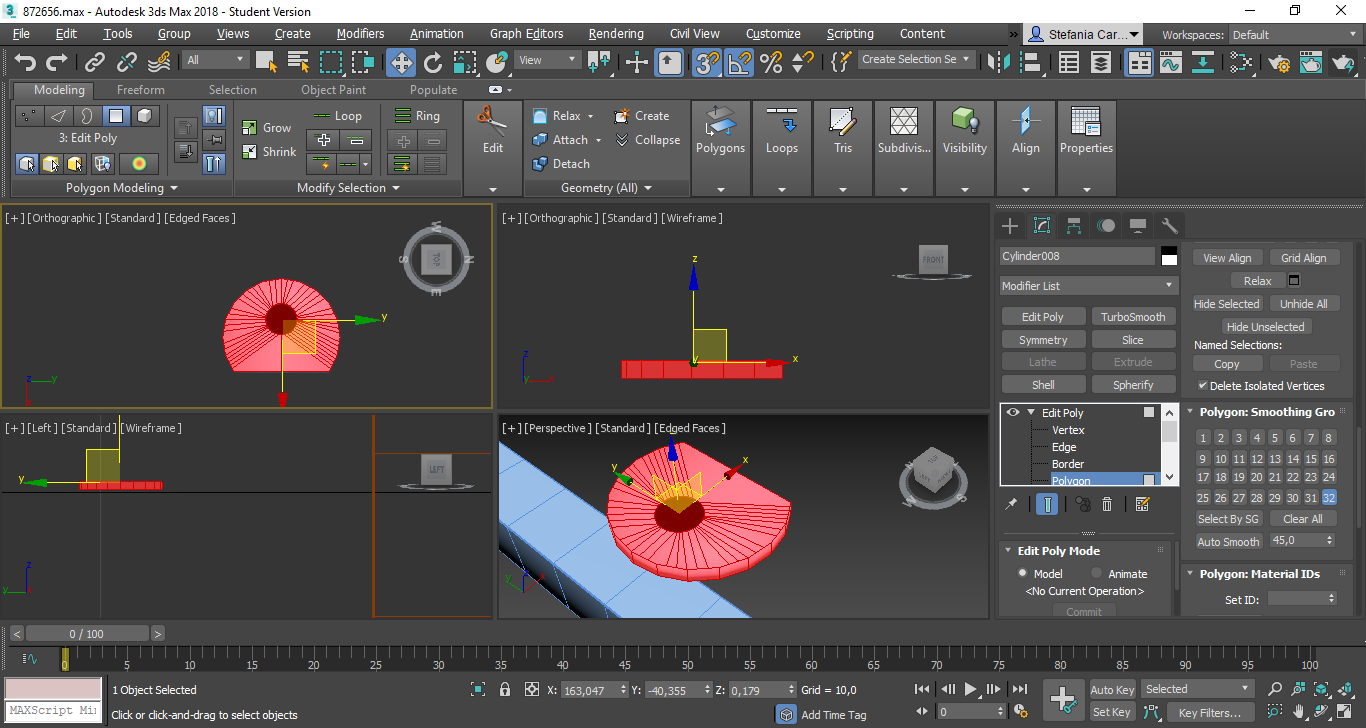 872656.max - Autodesk 3ds Max 2018 - Student Version
File Edit Tools Group Views Create Modifiers Animation Graph Editors Rendering Civil View Customize Scripting Content » Stefania Car... Workspaces: Default
All View Create Selection Se
Modeling Freeform Selection Object Paint Populate
3: Edit Poly
Polygon Modeling
Grow
Shrink
Loop
Ring
Modify Selection
Edit
Relax Create
Attach Collapse
Detach
Geometry (All)
Polygons Loops Tris Subdivis... Visibility Align Properties
[+] [Orthographic] [Standard] [Edged Faces]
W
S TOP N
E
y
z y
[+] [Orthographic] [Standard] [Wireframe]
FRONT
z
x
y
z
y
[+] [Left] [Standard] [Wireframe]
LEFT
y
z
y
[+] [Perspective] [Standard] [Edged Faces]
y x
TOP
S
y
Cylinder008
Modifier List
Edit Poly TurboSmooth
Symmetry Slice
Lathe Extrude
Shell Spherify
Edit Poly
Vertex
Edge
Border
Polygon
Edit Poly Mode
Model Animate
<No Current Operation>
Commit
View Align Grid Align
Relax
Hide Selected Unhide All
Hide Unselected
Named Selections:
Copy Paste
Delete Isolated Vertices
Polygon: Smoothing Gro
1 2 3 4 5 6 7 8
9 10 11 12 13 14 15 16
17 18 19 20 21 22 23 24
25 26 27 28 29 30 31 32
Select By SG Clear All
Auto Smooth 45,0
Polygon: Material IDs
Set ID:
< 0 / 100 >
0 5 10 15 20 25 30 35 40 45 50 55 60 65 70 75 80 85 90 95 100
1 Object Selected X: 163,047 Y: -40,355 Z: 0,179 Grid = 10,0 Auto Key Selected
MAXScript Mi
Click or click-and-drag to select objects Add Time Tag 0 Set Key Key Filters...